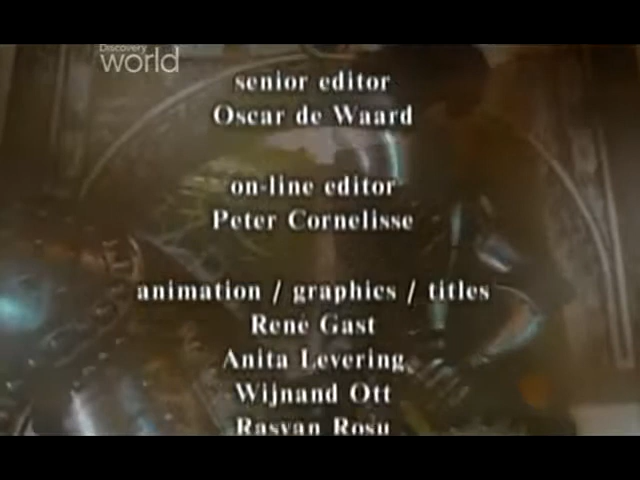 Discovery
world
senior editor
Oscar de Waard
on-line editor
Peter Cornelisse
animation / graphics / titles
René Gast
Anita Levering
Wijnand Ott
Rasvan Rosu